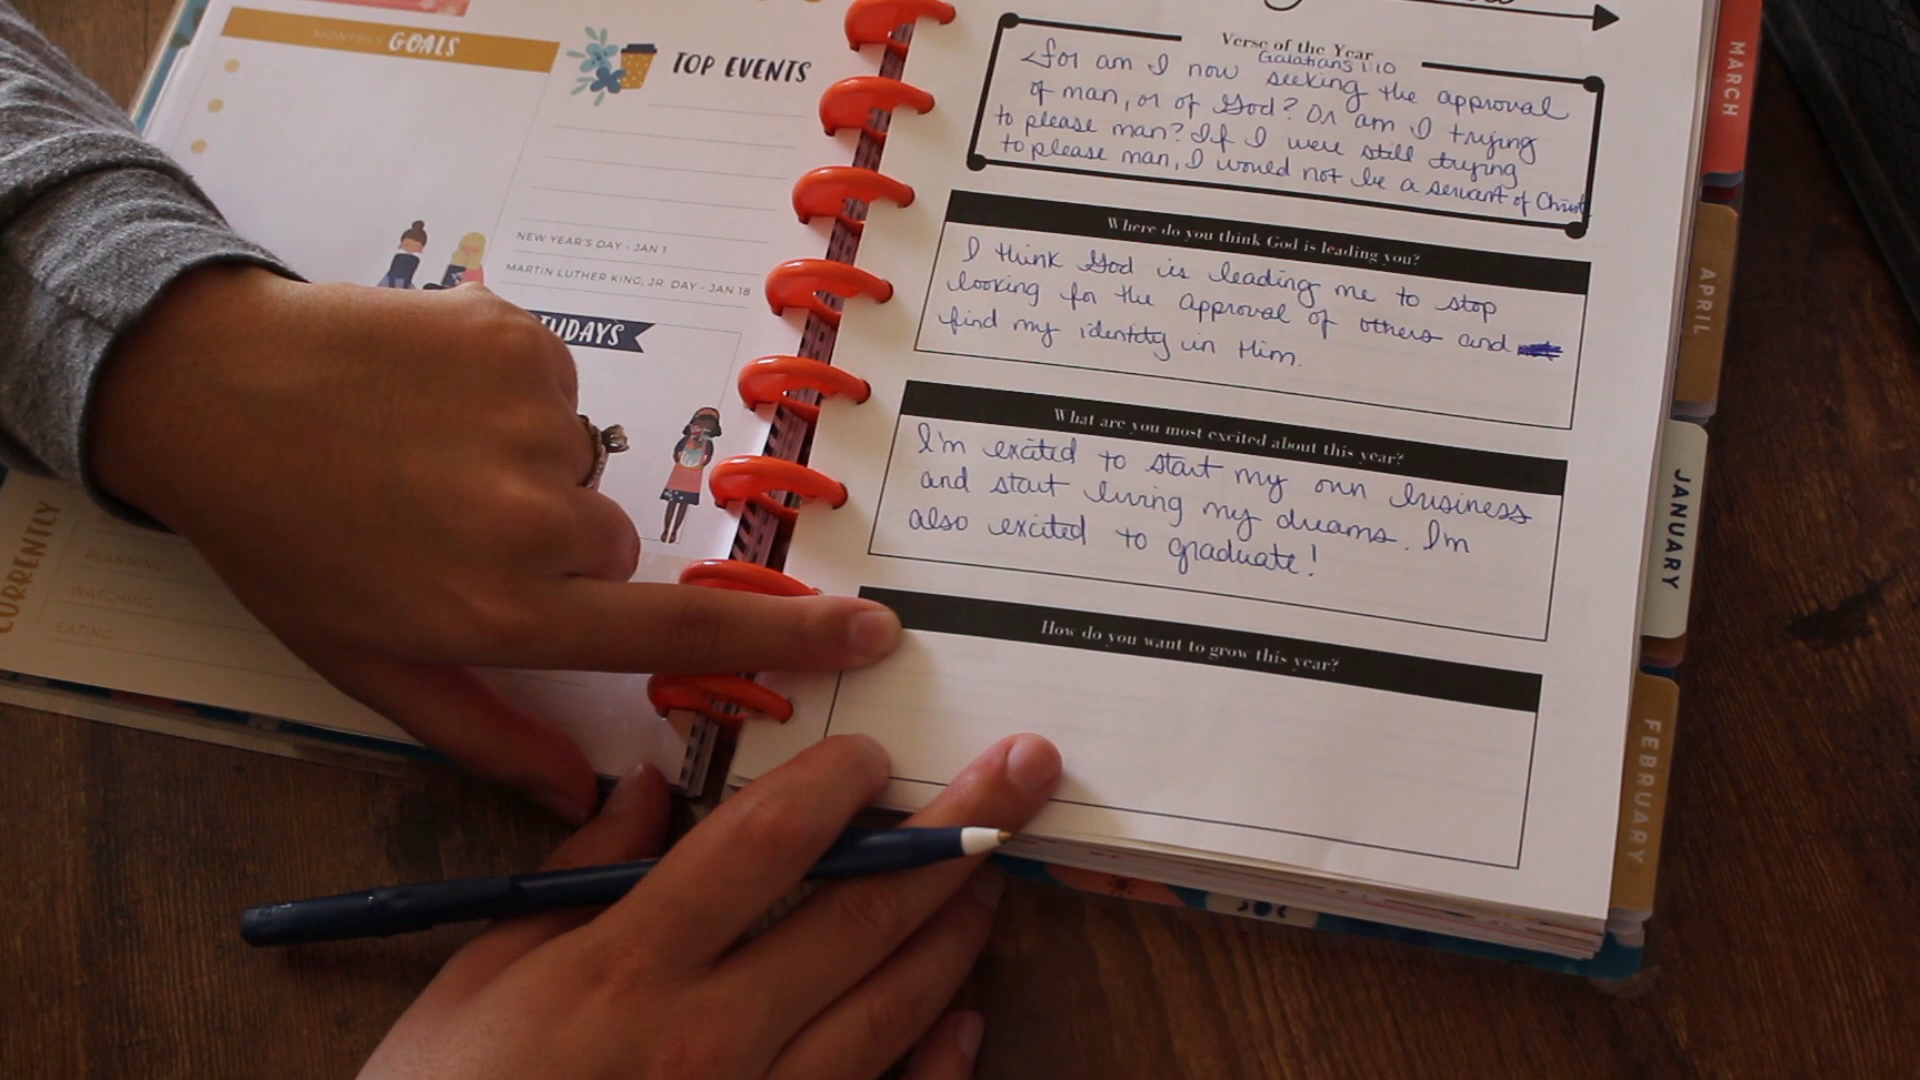 MONTHLY GOALS
TOP EVENTS
NEW YEAR'S DAY - JAN 1
MARTIN LUTHER KING, JR. DAY - JAN 18
CURRENTLY
PLANNING
WATCHING
EATING
Verse of the Year
Galatians 1:10
For am I now seeking the approval
of man, or of God? Or am I trying
to please man? If I were still trying
to please man, I would not be a servant of Christ
Where do you think God is leading you?
I think God is leading me to stop
looking for the approval of others and
find my identity in Him.
What are you most excited about this year?
I'm excited to start my own business
and start living my dreams. I'm
also excited to graduate!
How do you want to grow this year?
MARCH
APRIL
JANUARY
FEBRUARY